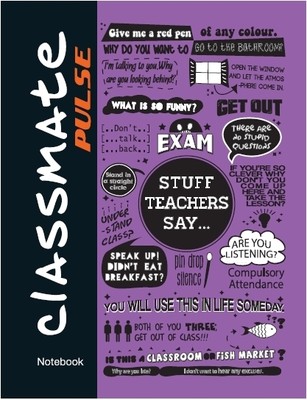 CLASSMATE
PULSE
Notebook
Give me a red pen of any colour.
WHY DO YOU WANT to GO TO THE BATHROOM?
I'm talking to you. Why
are you looking behind?
OPEN THE WINDOW
AND LET THE ATMOS
PHERE COME IN.
WHAT IS SO FUNNY?
GET OUT
[..Don't..]
[...talk...]
[...back...]
EXAM
THERE ARE
NO STUPID
QUESTIONS
Stand in
a straight
circle
STUFF
TEACHERS
SAY...
IF YOU'RE SO
CLEVER WHY DON'T
YOU COME UP
HERE AND TAKE
THE LESSON?
UNDER
-STAND
CLASS?
ARE YOU
LISTENING?
SPEAK UP!
DIDN'T EAT
BREAKFAST?
pin drop
silence!
Compulsory
Attendance
YOU WILL USE THIS IN LIFE SOMEDAY.
BOTH OF YOU THREE,
GET OUT OF CLASS!!!
IS THIS A CLASSROOM OR FISH MARKET?
Why are you late?
I don't want to hear any excuses.